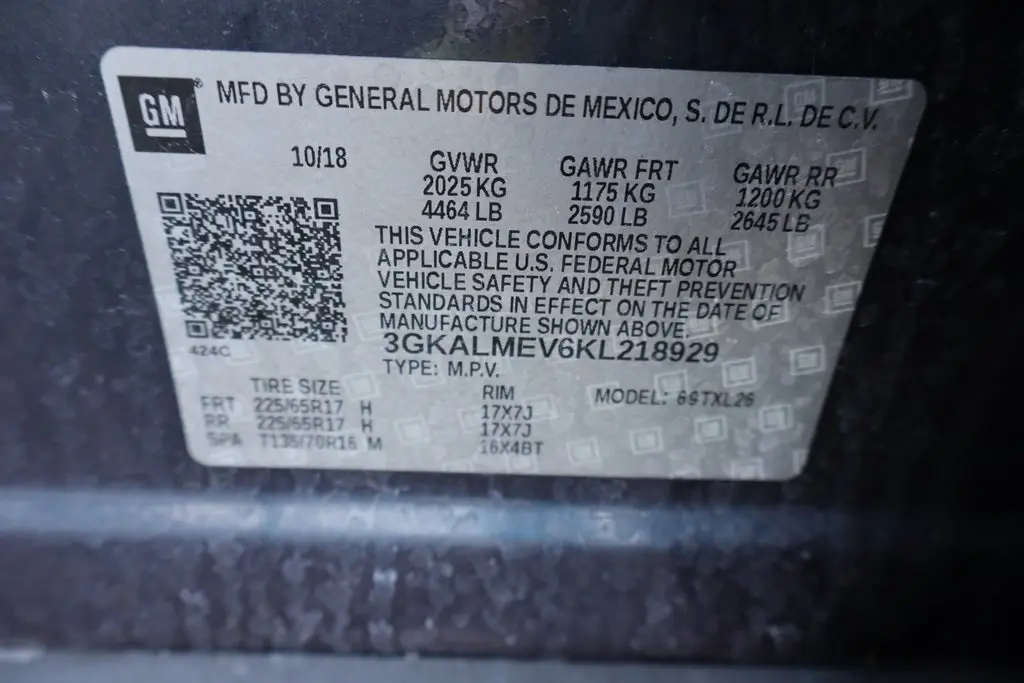 GM
MFD BY GENERAL MOTORS DE MEXICO, S. DE R.L. DE C.V.
10/18
GVWR
2025 KG
4464 LB
GAWR FRT
1175 KG
2590 LB
GAWR RR
1200 KG
2645 LB
THIS VEHICLE CONFORMS TO ALL
APPLICABLE U.S. FEDERAL MOTOR
VEHICLE SAFETY AND THEFT PREVENTION
STANDARDS IN EFFECT ON THE DATE OF
MANUFACTURE SHOWN ABOVE.
424C
3GKALMEV6KL218929
TYPE: M.P.V.
TIRE SIZE RIM
MODEL:
FRT 225/65R17 H 17X7J
RR 225/65R17 H 17X7J
SPA T135/70R16 M 16X4BT